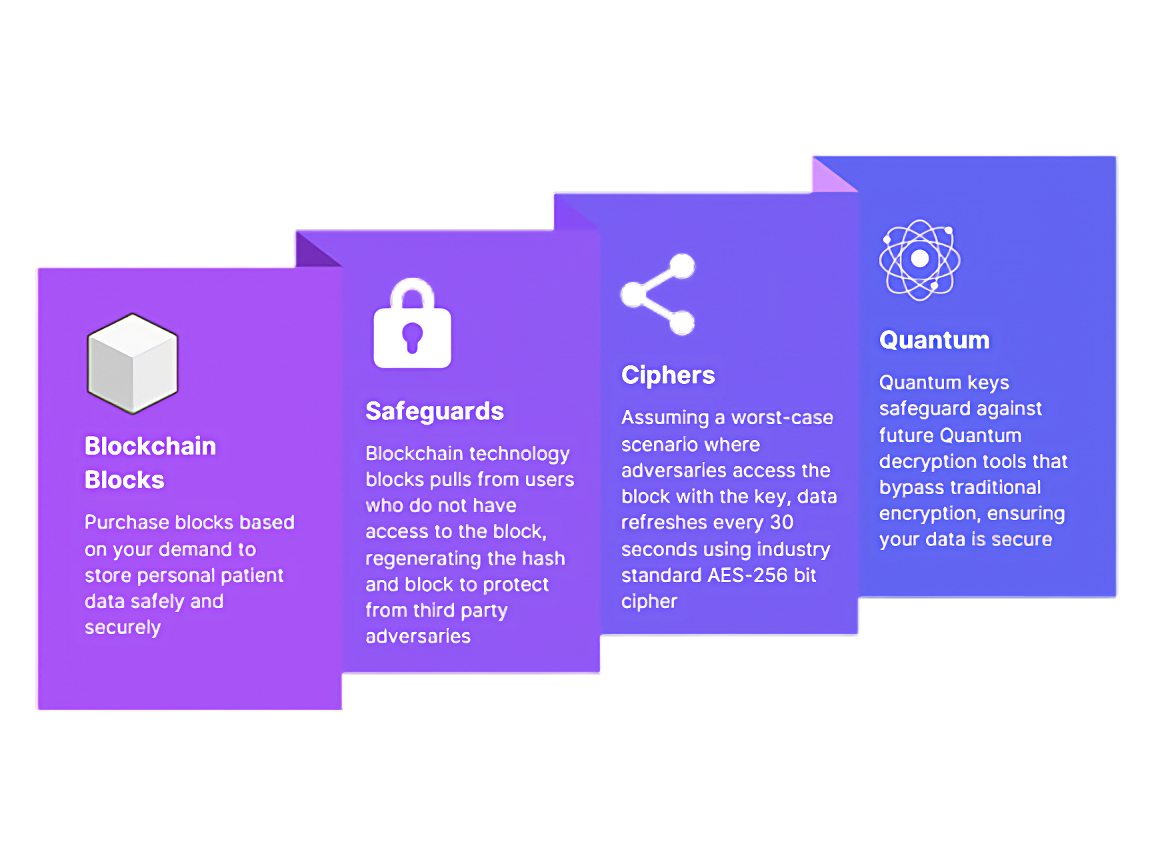 Blockchain
Blocks
Purchase blocks based
on your demand to
store personal patient
data safely and
securely
Safeguards
Blockchain technology
blocks pulls from users
who do not have
access to the block,
regenerating the hash
and block to protect
from third party
adversaries
Ciphers
Assuming a worst-case
scenario where
adversaries access the
block with the key, data
refreshes every 30
seconds using industry
standard AES-256 bit
cipher
Quantum
Quantum keys
safeguard against
future Quantum
decryption tools that
bypass traditional
encryption, ensuring
your data is secure